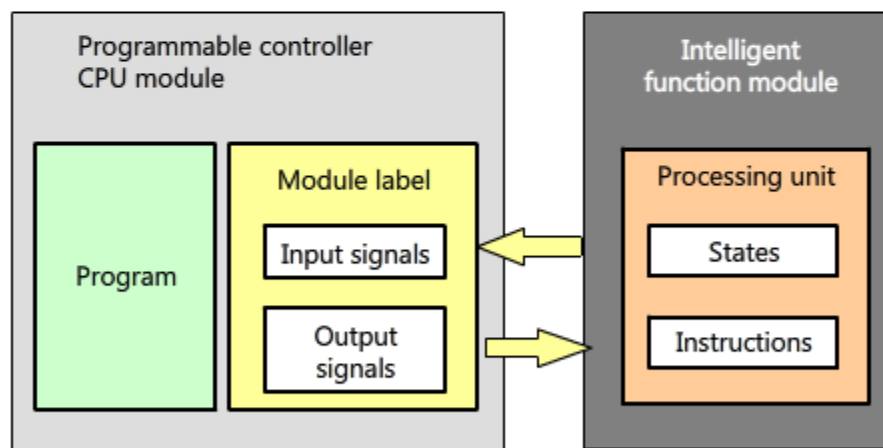 Programmable controller
CPU module
Program
Module label
Input signals
Output
signals
Intelligent
function module
Processing unit
States
Instructions